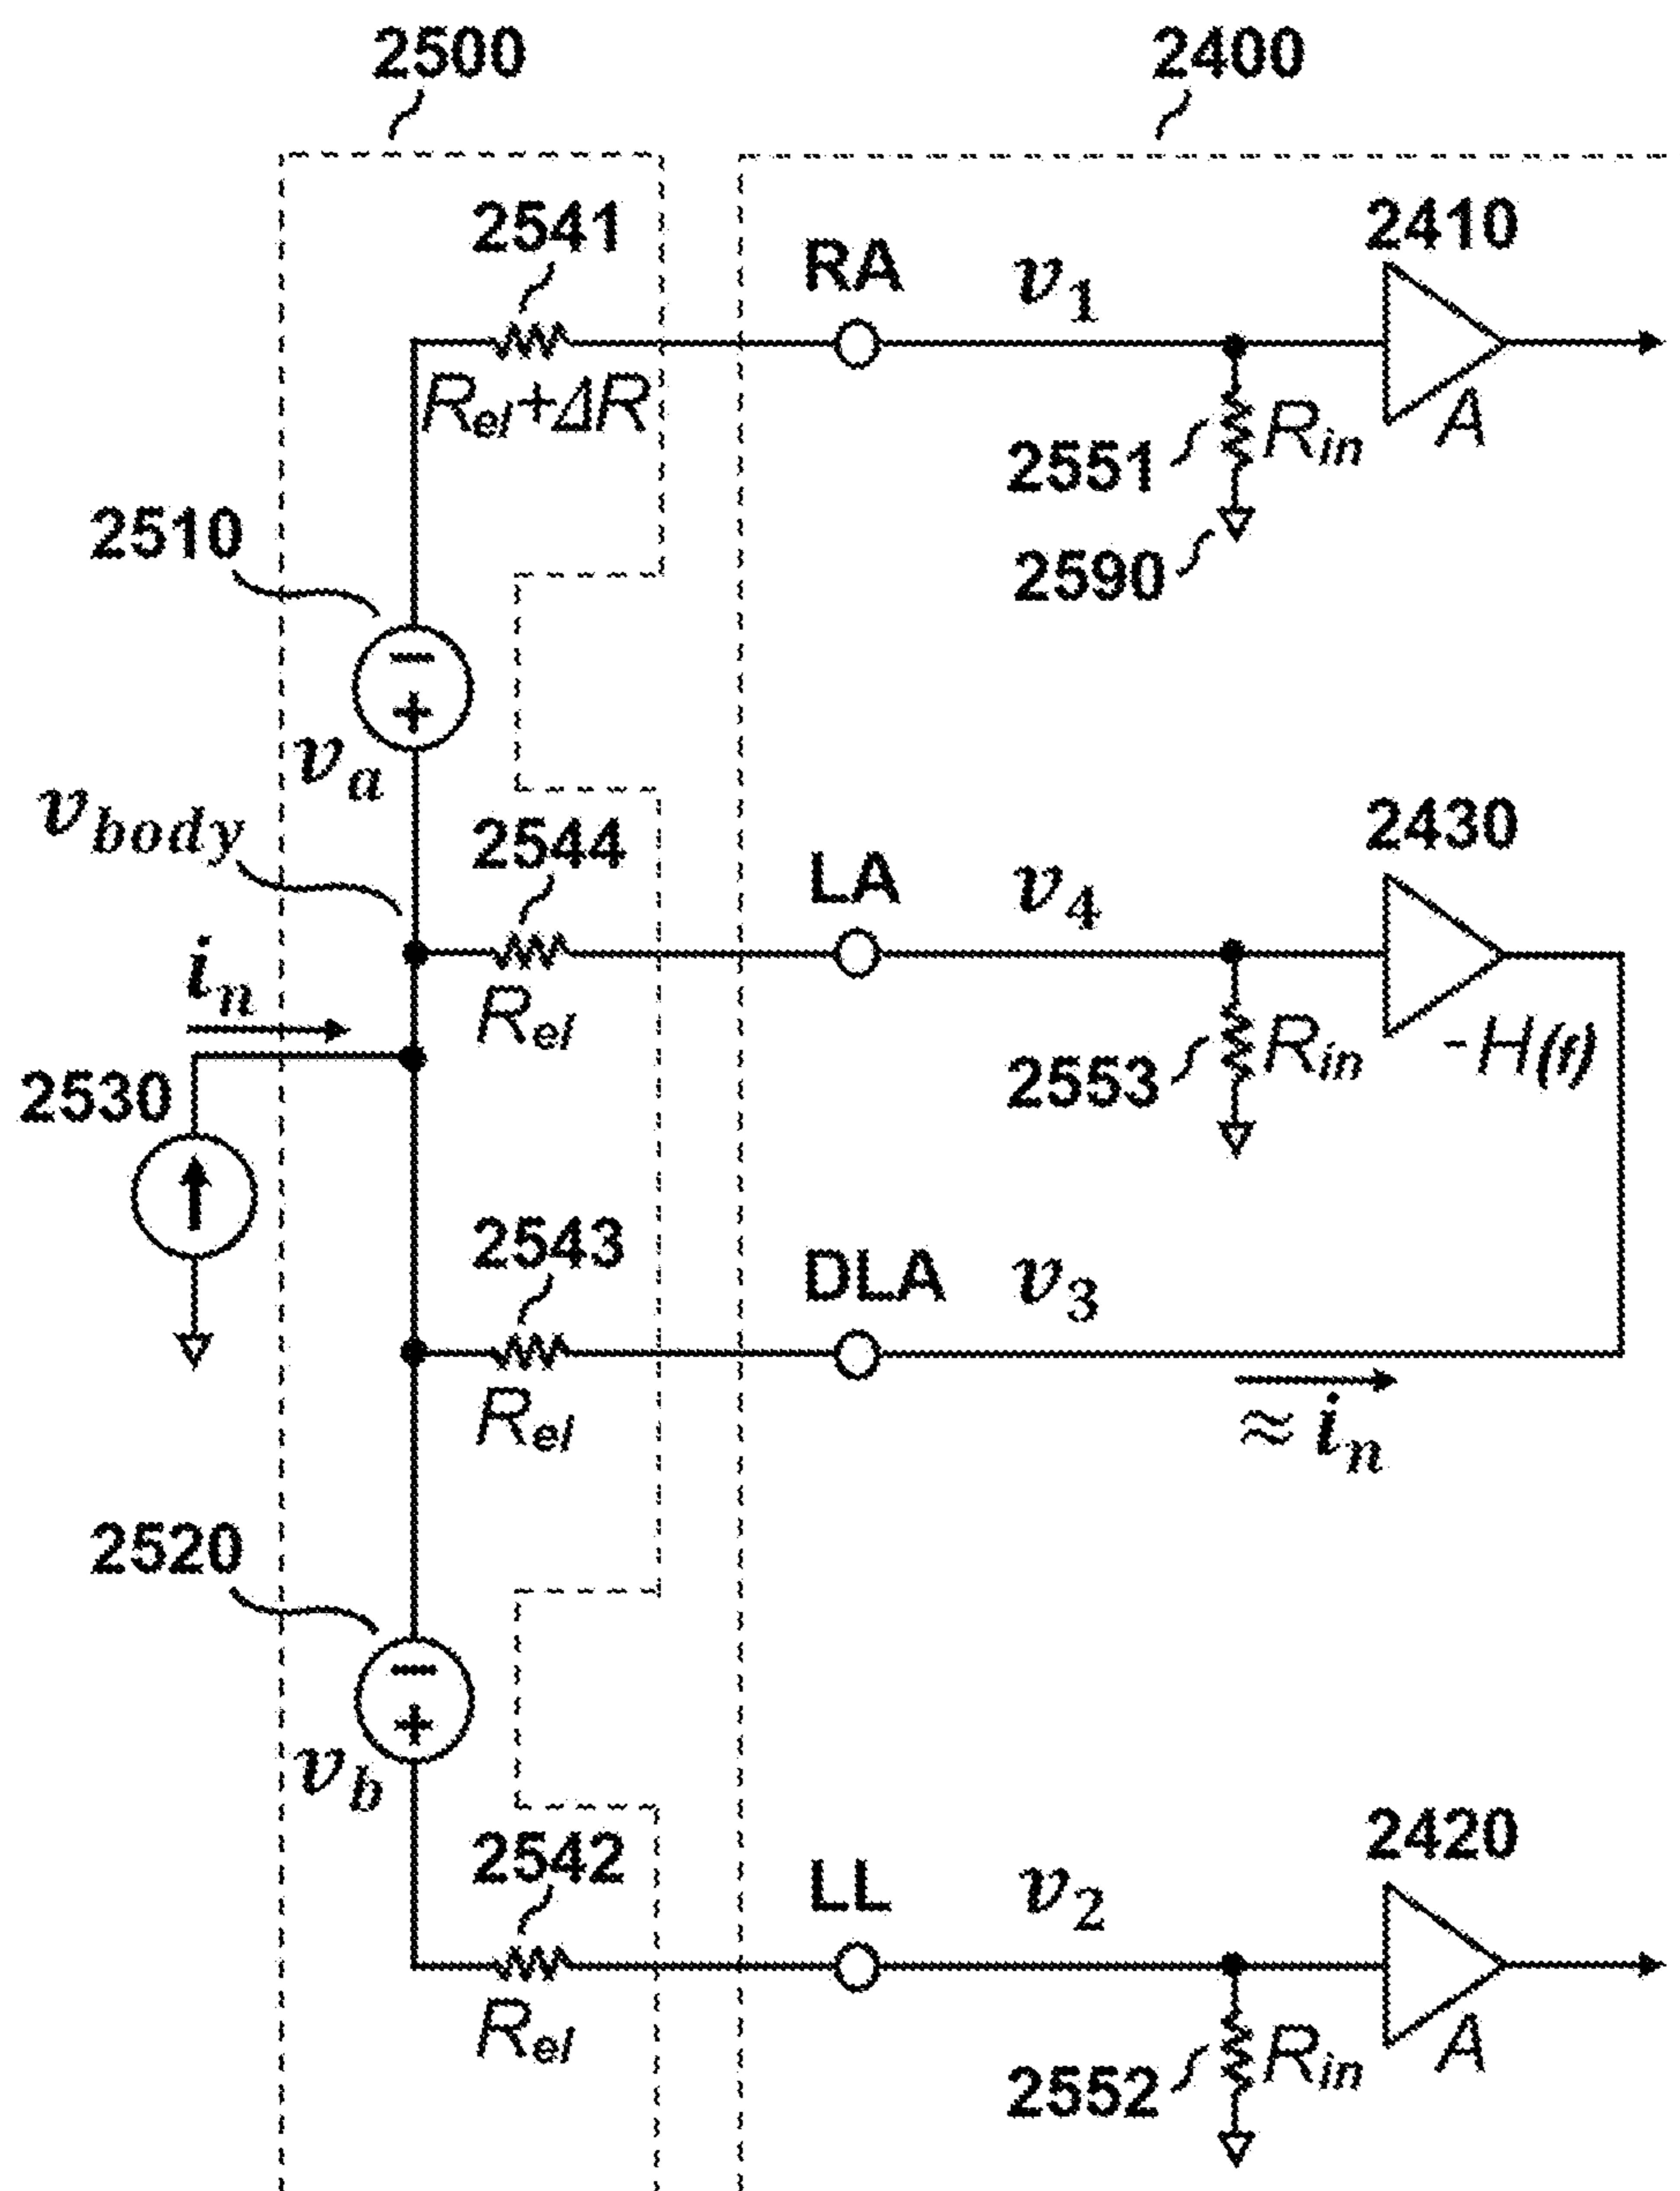 2500
2400
2541
RA
v1
2410
Rel+ΔR
2551
Rin
A
2510
2590
va
vbody
2544
LA
v4
2430
in
Rel
2553
Rin
-H(f)
2530
2543
DLA
v3
Rel
≈ in
2520
vb
2542
LL
v2
2420
Rel
2552
Rin
A